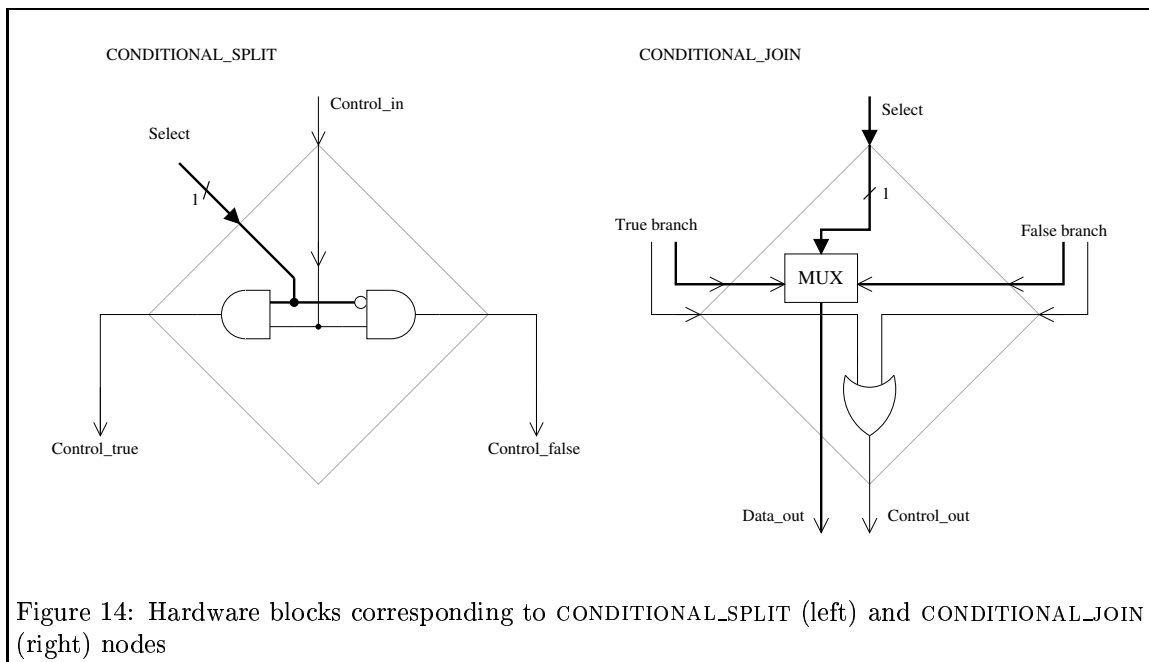 CONDITIONAL_SPLIT
Control_in
Select
1
Control_true
Control_false
CONDITIONAL_JOIN
Select
1
True branch
False branch
MUX
Data_out
Control_out
Figure 14: Hardware blocks corresponding to CONDITIONAL_SPLIT (left) and CONDITIONAL_JOIN
(right) nodes